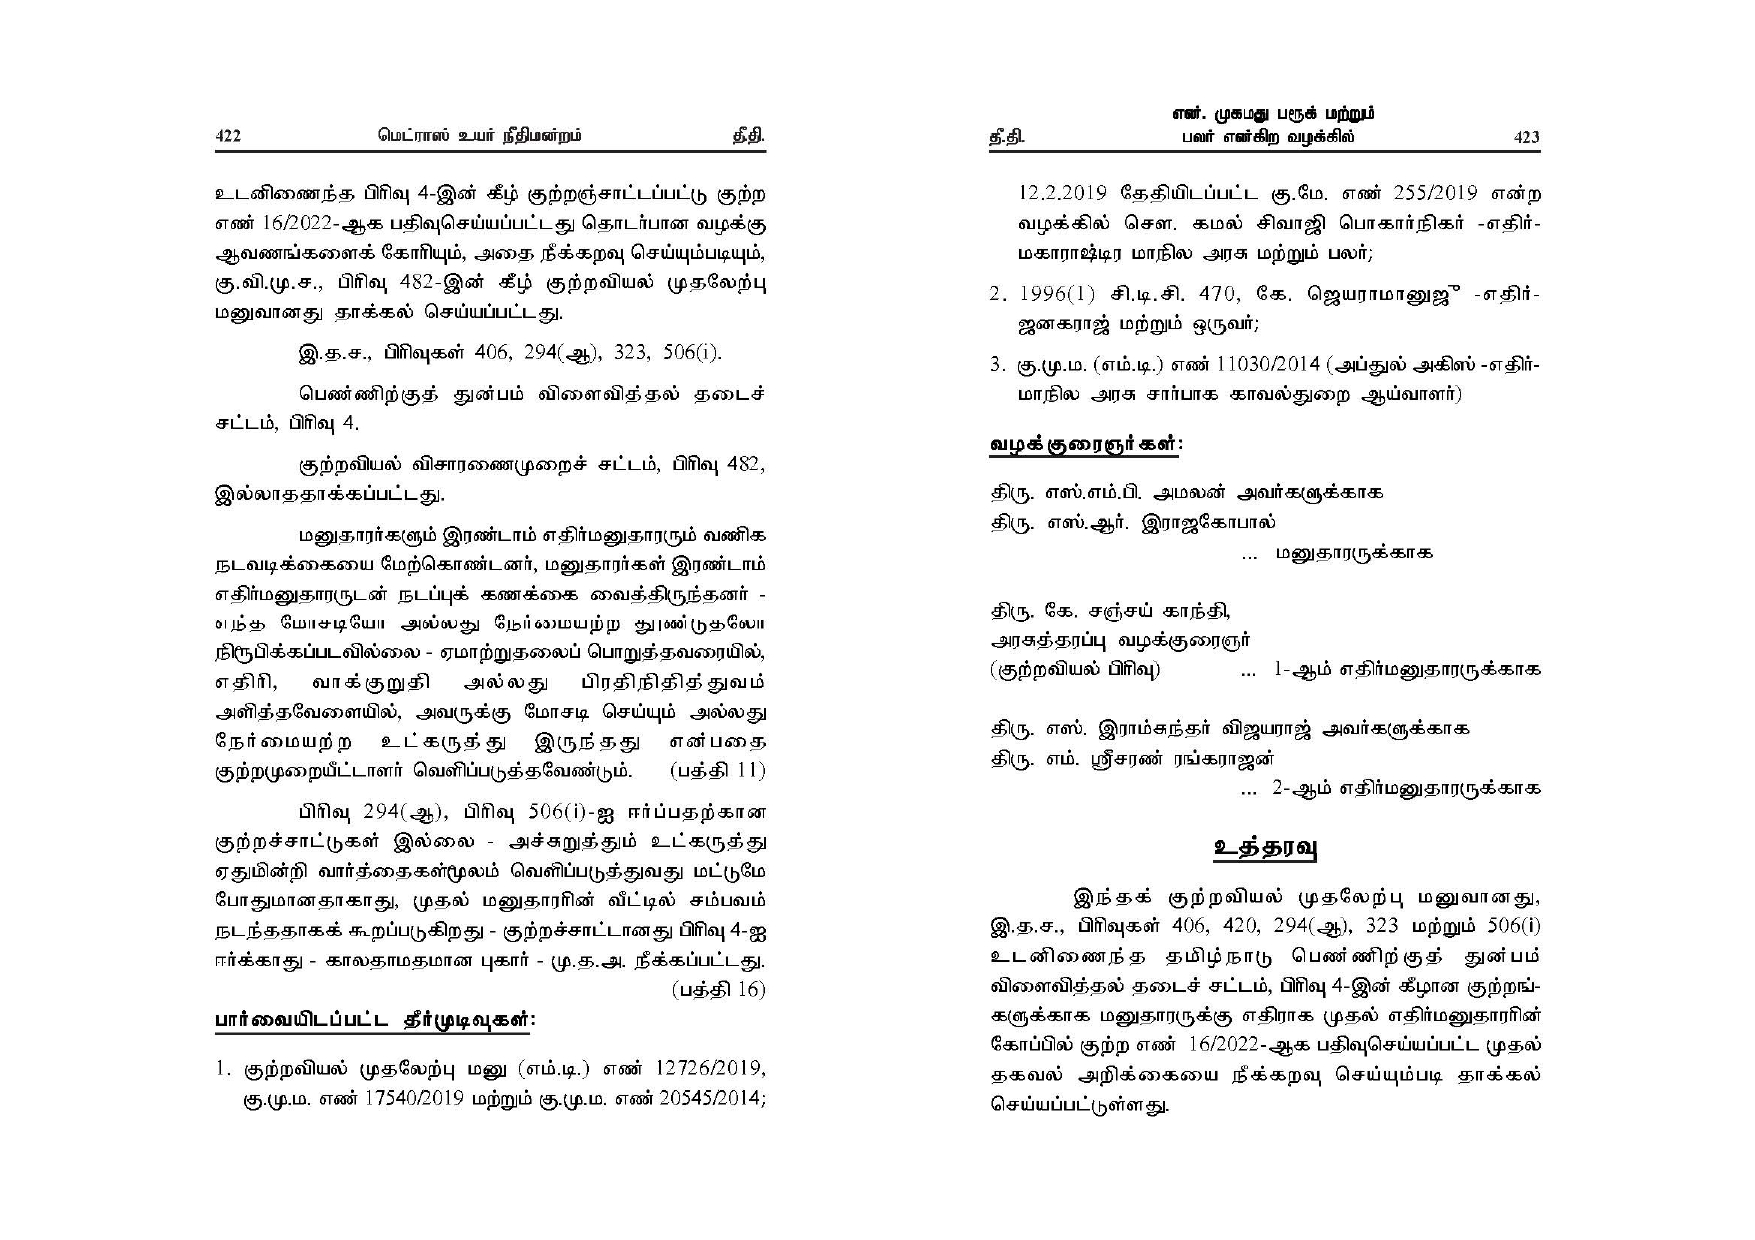 422 மெட்ராஸ் உயர் நீதிமன்றம் தீ.தி.
உடனிணைந்த பிரிவு 4-இன் கீழ் குற்றஞ்சாட்டப்பட்டு குற்ற
எண் 16/2022-ஆக பதிவுசெய்யப்பட்டது தொடர்பான வழக்கு
ஆவணங்களைக் கோரியும், அதை நீக்கறவு செய்யும்படியும்,
கு.வி.மு.ச., பிரிவு 482-இன் கீழ் குற்றவியல் முதலேற்பு
மனுவானது தாக்கல் செய்யப்பட்டது.
இ.த.ச., பிரிவுகள் 406, 294(ஆ), 323, 506(i).
பெண்ணிற்குத் துன்பம் விளைவித்தல் தடைச்
சட்டம், பிரிவு 4.
குற்றவியல் விசாரணைமுறைச் சட்டம், பிரிவு 482,
இல்லாததாக்கப்பட்டது.
மனுதாரர்களும் இரண்டாம் எதிர்மனுதாரரும் வணிக
நடவடிக்கையை மேற்கொண்டனர், மனுதாரர்கள் இரண்டாம்
எதிர்மனுதாரருடன் நடப்புக் கணக்கை வைத்திருந்தனர் -
எந்த மோசடியோ அல்லது நேர்மையற்ற தூண்டுதலோ
நிரூபிக்கப்படவில்லை - ஏமாற்றுதலைப் பொறுத்தவரையில்,
எதிரி, வாக்குறுதி அல்லது பிரதிநிதித்துவம்
அளித்தவேளையில், அவருக்கு மோசடி செய்யும் அல்லது
நேர்மையற்ற உட்கருத்து இருந்தது என்பதை
குற்றமுறையீட்டாளர் வெளிப்படுத்தவேண்டும். (பத்தி 11)
பிரிவு 294(ஆ), பிரிவு 506(i)-ஐ ஈர்ப்பதற்கான
குற்றச்சாட்டுகள் இல்லை - அச்சுறுத்தும் உட்கருத்து
ஏதுமின்றி வார்த்தைகள்மூலம் வெளிப்படுத்துவது மட்டுமே
போதுமானதாகாது, முதல் மனுதாரரின் வீட்டில் சம்பவம்
நடந்ததாகக் கூறப்படுகிறது - குற்றச்சாட்டானது பிரிவு 4-ஐ
ஈர்க்காது - காலதாமதமான புகார் - மு.த.அ. நீக்கப்பட்டது.
(பத்தி 16)
பார்வையிடப்பட்ட தீர்முடிவுகள்:
1. குற்றவியல் முதலேற்பு மனு (எம்.டி.) எண் 12726/2019,
கு.மு.ம. எண் 17540/2019 மற்றும் கு.மு.ம. எண் 20545/2014;
என். முகமது பரூக் மற்றும்
தீ.தி. பலர் என்கிற வழக்கில் 423
12.2.2019 தேதியிடப்பட்ட கு.மே. எண் 255/2019 என்ற
வழக்கில் சௌ. கமல் சிவாஜி பொகார்நிகர் -எதிர்-
மகாராஷ்டிர மாநில அரசு மற்றும் பலர்;
2. 1996(1) சி.டி.சி. 470, கே. ஜெயராமானுஜு -எதிர்-
ஜனகராஜ் மற்றும் ஒருவர்;
3. கு.மு.ம. (எம்.டி.) எண் 11030/2014 (அப்துல் அகிஸ் -எதிர்-
மாநில அரசு சார்பாக காவல்துறை ஆய்வாளர்)
வழக்குரைஞர்கள்:
திரு. எஸ்.எம்.பி. அமலன் அவர்களுக்காக
திரு. எஸ்.ஆர். இராஜகோபால்
... மனுதாரருக்காக
திரு. கே. சஞ்சய் காந்தி,
அரசுத்தரப்பு வழக்குரைஞர்
(குற்றவியல் பிரிவு) ... 1-ஆம் எதிர்மனுதாரருக்காக
திரு. எஸ். இராம்சுந்தர் விஜயராஜ் அவர்களுக்காக
திரு. எம். ஸ்ரீசரண் ரங்கராஜன்
... 2-ஆம் எதிர்மனுதாரருக்காக
உத்தரவு
இந்தக் குற்றவியல் முதலேற்பு மனுவானது,
இ.த.ச., பிரிவுகள் 406, 420, 294(ஆ), 323 மற்றும் 506(i)
உடனிணைந்த தமிழ்நாடு பெண்ணிற்குத் துன்பம்
விளைவித்தல் தடைச் சட்டம், பிரிவு 4-இன் கீழான குற்றங்-
களுக்காக மனுதாரருக்கு எதிராக முதல் எதிர்மனுதாரரின்
கோப்பில் குற்ற எண் 16/2022-ஆக பதிவுசெய்யப்பட்ட முதல்
தகவல் அறிக்கையை நீக்கறவு செய்யும்படி தாக்கல்
செய்யப்பட்டுள்ளது.